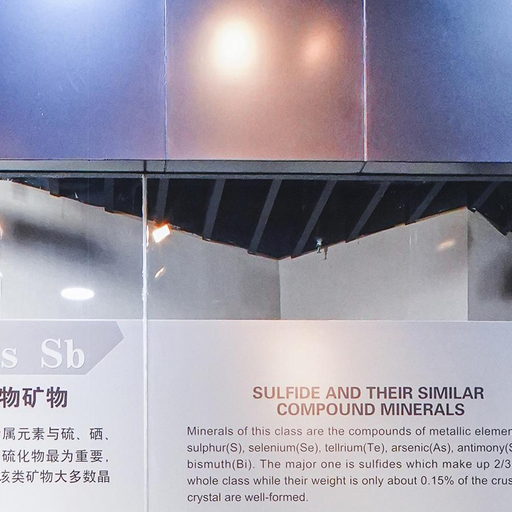 s Sb
物矿物
属元素与硫、硒、
硫化物最为重要,
该类矿物大多数晶
SULFIDE AND THEIR SIMILAR
COMPOUND MINERALS
Minerals of this class are the compounds of metallic elemen
sulphur(S), selenium(Se), tellrium(Te), arsenic(As), antimony(S
bismuth(Bi). The major one is sulfides which make up 2/3
whole class while their weight is only about 0.15% of the crus
crystal are well-formed.